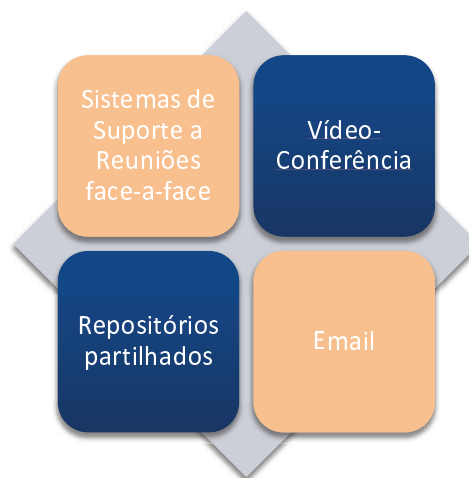 Sistemas de
Suporte a
Reuniões
face-a-face
Vídeo-
Conferência
Repositórios
partilhados
Email